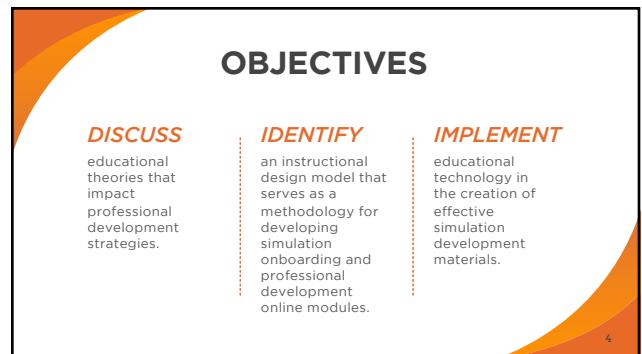 OBJECTIVES
DISCUSS
educational
theories that
impact
professional
development
strategies.
IDENTIFY
an instructional
design model that
serves as a
methodology for
developing
simulation
onboarding and
professional
development
online modules.
IMPLEMENT
educational
technology in
the creation of
effective
simulation
development
materials.
4